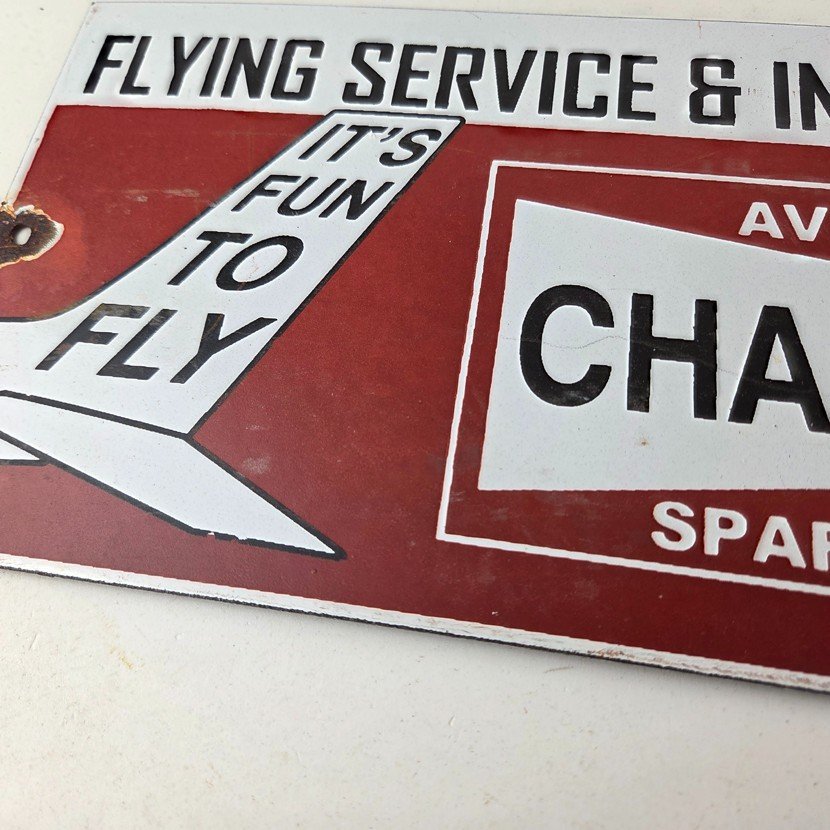 FLYING SERVICE & IN
IT'S
FUN
TO
FLY
AV
CHA
SPAR